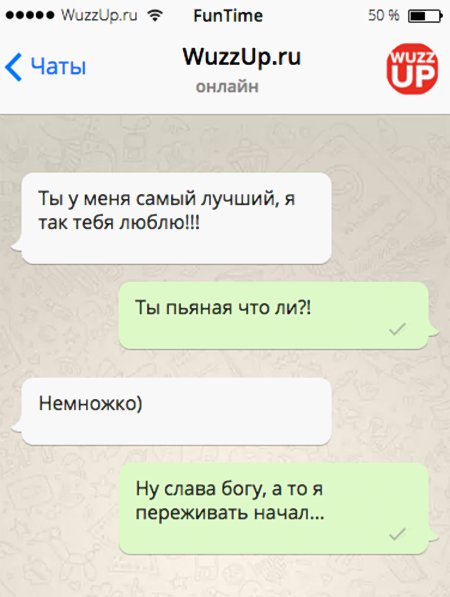 WuzzUp.ru FunTime 50 %
Чаты WuzzUp.ru WUZZ
онлайн UP
Ты у меня самый лучший, я
так тебя люблю!!!
Ты пьяная что ли?!
Немножко)
Ну слава богу, а то я
переживать начал...